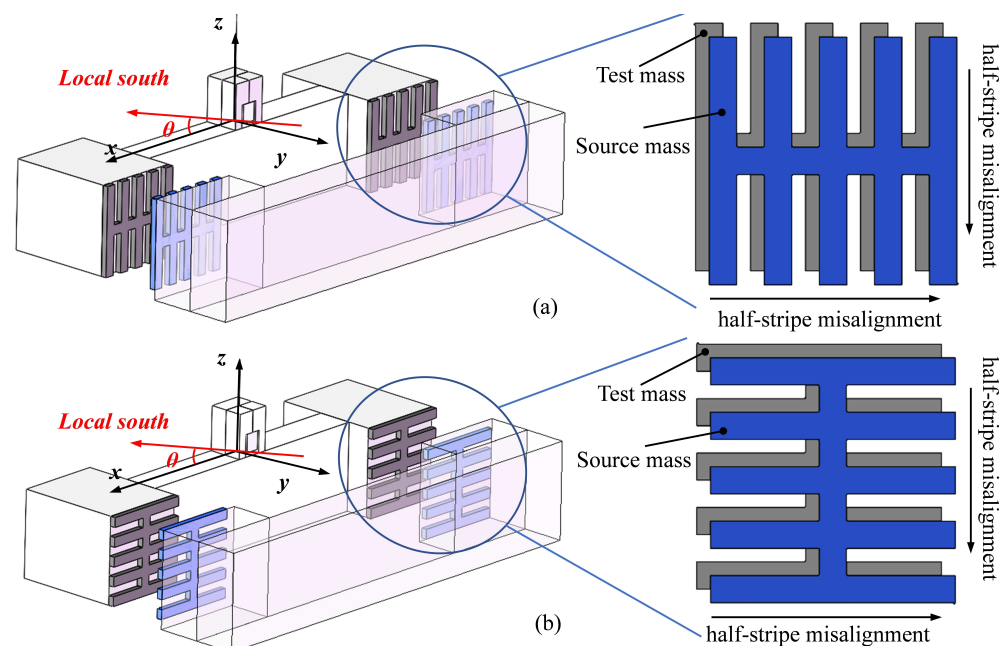 z
Local south
θ
x
y
Test mass
Source mass
half-stripe misalignment
half-stripe misalignment
(a)
z
Local south
θ
x
y
Test mass
Source mass
half-stripe misalignment
half-stripe misalignment
(b)